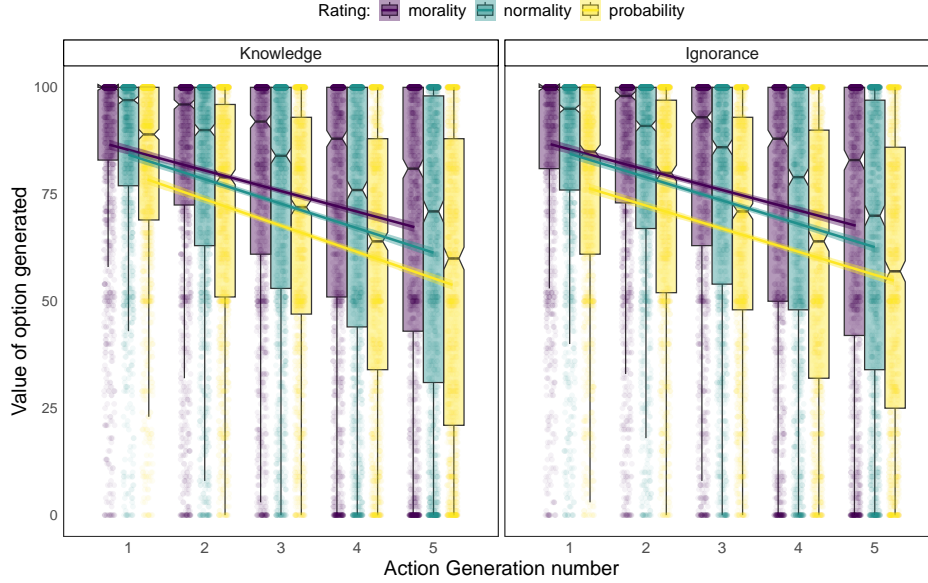 Rating: morality normality probability
Knowledge Ignorance
Value of option generated
100
75
50
25
0
1 2 3 4 5 1 2 3 4 5
Action Generation number